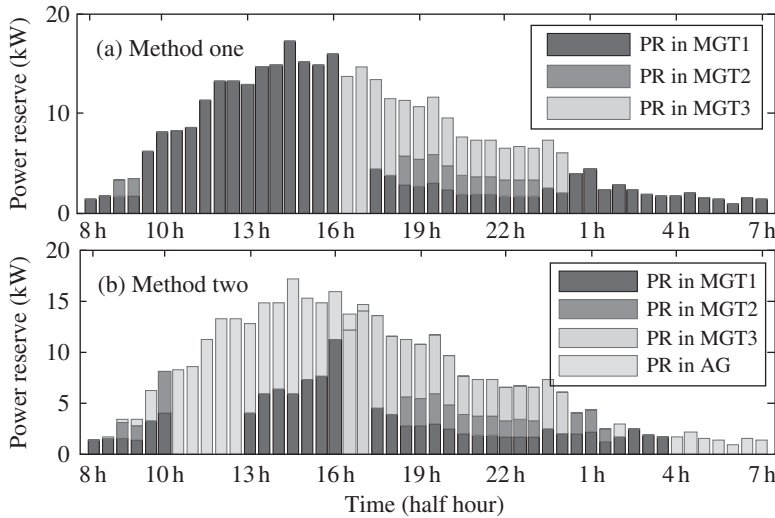 20
(a) Method one
PR in MGT1
PR in MGT2
PR in MGT3
10
0
Power reserve (kW)
8 h 10 h 13 h 16 h 19 h 22 h 1 h 4 h 7 h
20
(b) Method two
PR in MGT1
PR in MGT2
PR in MGT3
PR in AG
15
10
5
0
Power reserve (kW)
8 h 10 h 13 h 16 h 19 h 22 h 1 h 4 h 7 h
Time (half hour)